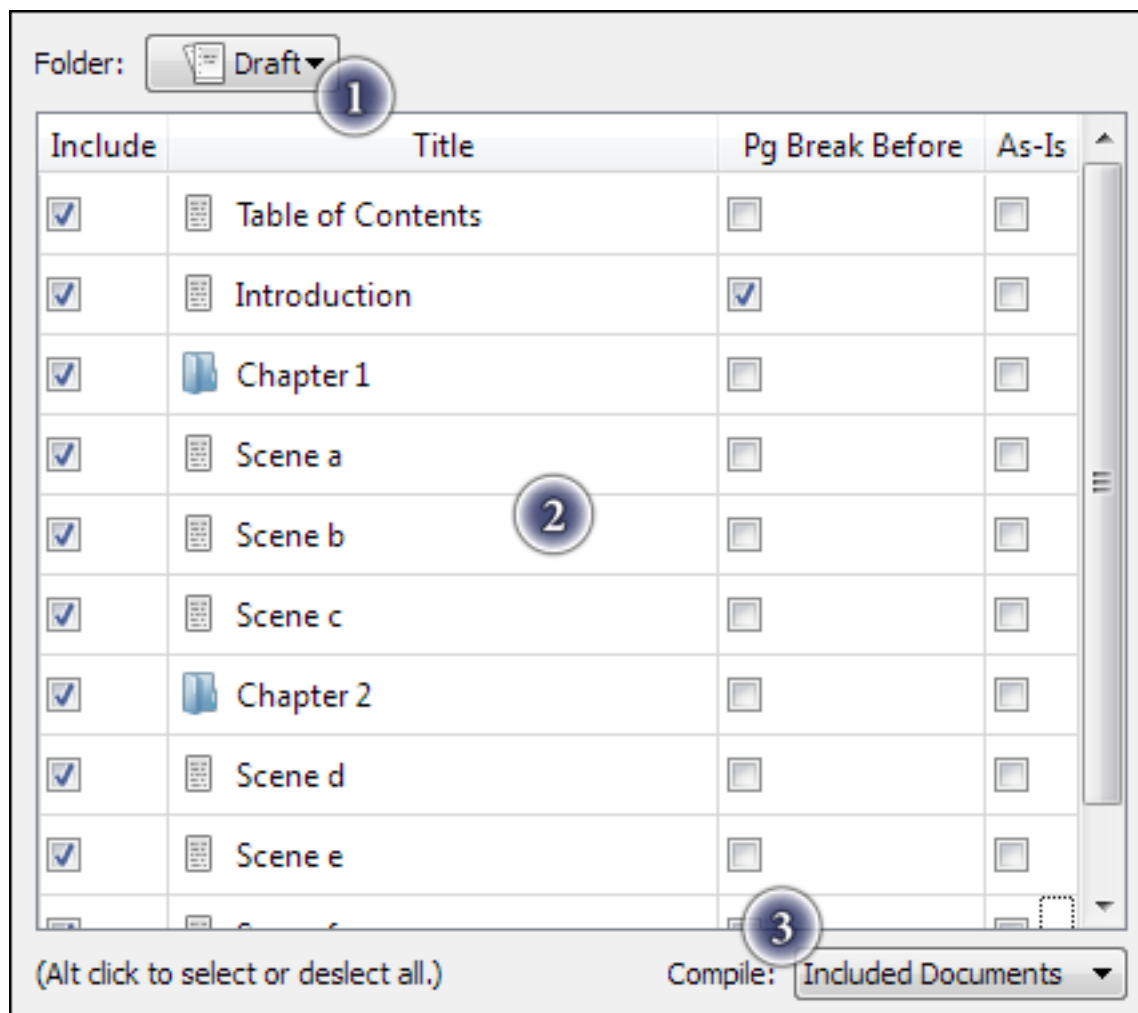 Folder: Draft
1
Include Title Pg Break Before As-Is
Table of Contents
Introduction
Chapter 1
Scene a
2
Scene b
Scene c
Chapter 2
Scene d
Scene e
3
(Alt click to select or deslect all.) Compile: Included Documents